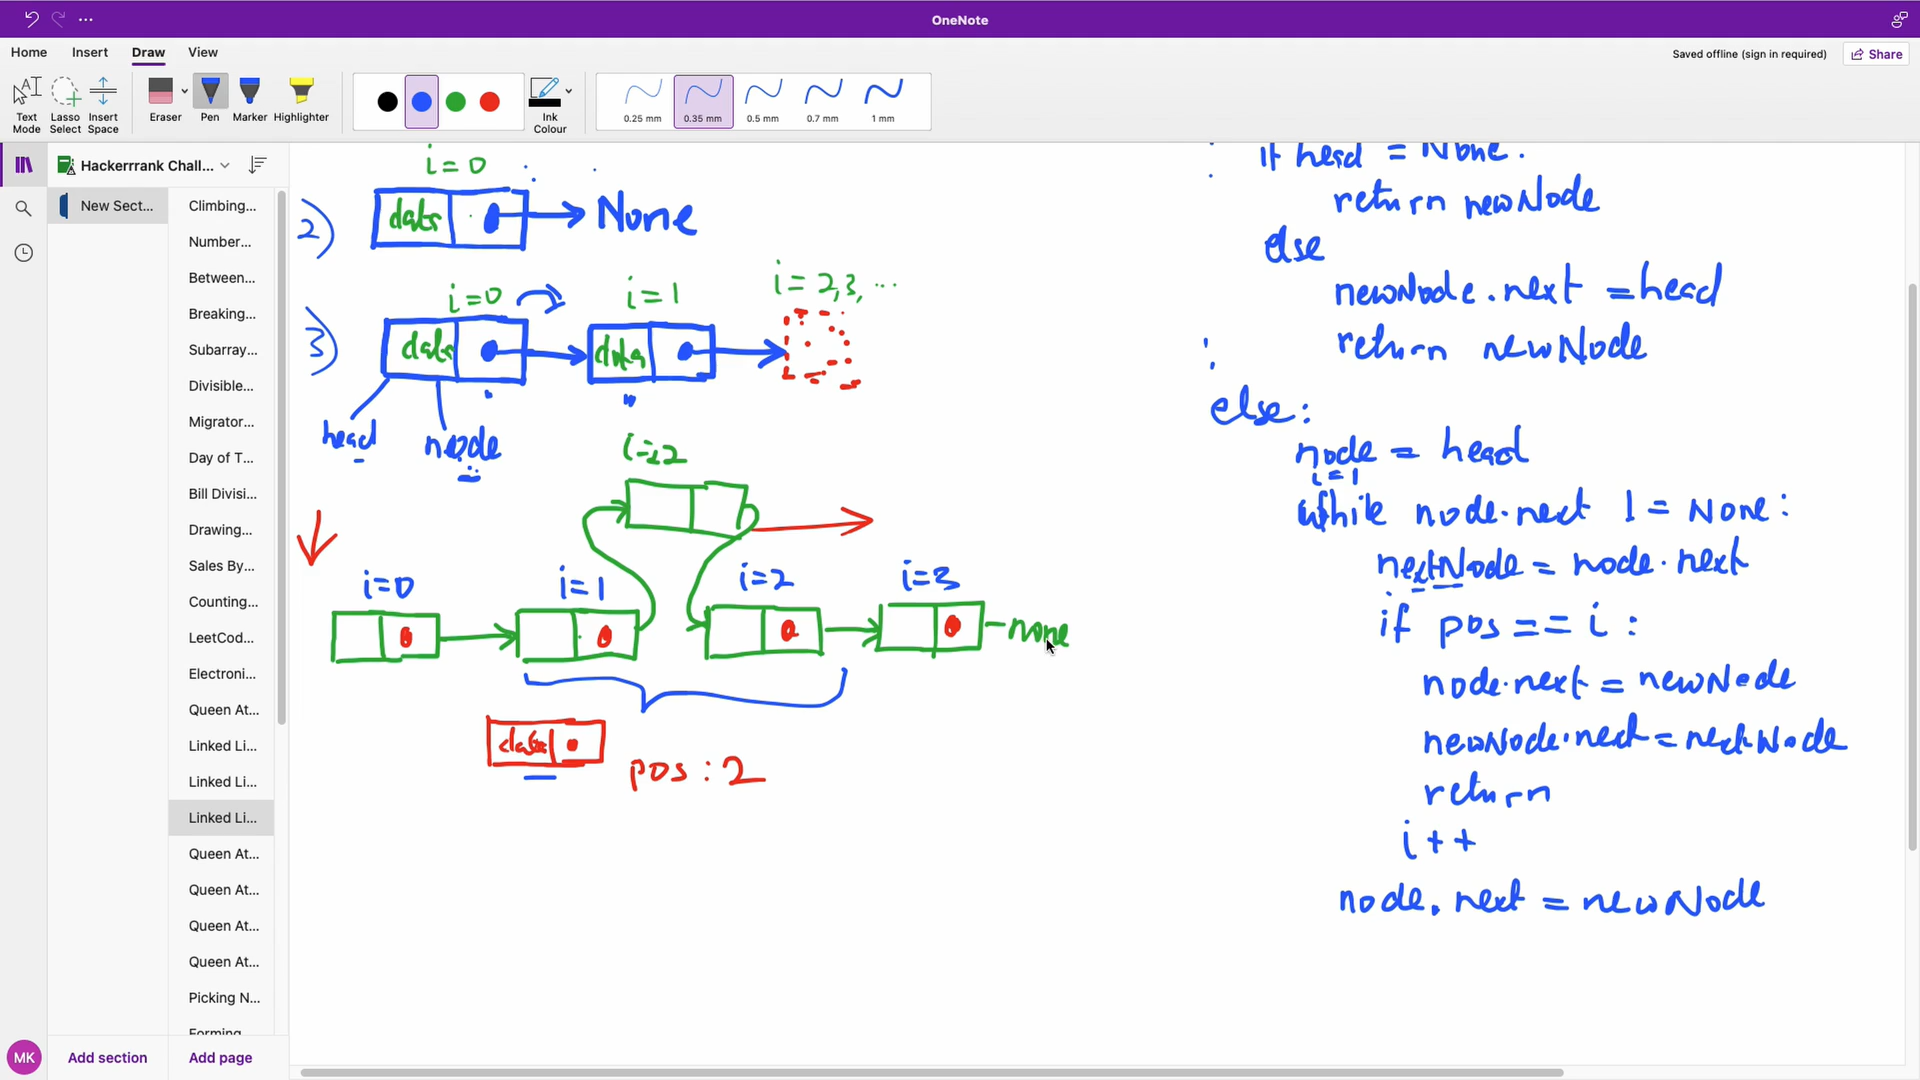 OneNote
Home Insert Draw View
Saved offline (sign in required) Share
Text Mode
Lasso Select
Insert Space
Eraser
Pen
Marker
Highlighter
Ink Colour
0.25 mm
0.35 mm
0.5 mm
0.7 mm
1 mm
Hackerrrank Chall...
New Sect...
Climbing...
Number...
Between...
Breaking...
Subarray...
Divisible...
Migrator...
Day of T...
Bill Divisi...
Drawing...
Sales By...
Counting...
LeetCod...
Electroni...
Queen At...
Linked Li...
Linked Li...
Linked Li...
Queen At...
Queen At...
Queen At...
Queen At...
Picking N...
Forming
MK
Add section
Add page
i = 0
2) data None
i=0 i=1 i= 2,3, ...
3) data data
head node
i=2
i=0 i=1 i=2 i=3
none
data
pos : 2
if head = None.
return newNode
else
newNode.next = head
return newNode
else:
node = head
i=1
while node.next != None:
nextNode = node.next
if pos == i :
node.next = newNode
newNode.next = nextNode
return
i++
node.next = newNode